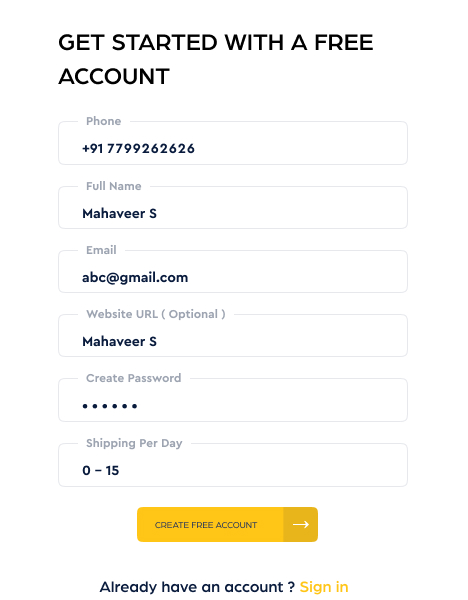 GET STARTED WITH A FREE
ACCOUNT
Phone
+91 7799262626
Full Name
Mahaveer S
Email
abc@gmail.com
Website URL ( Optional )
Mahaveer S
Create Password
••••••
Shipping Per Day
0 – 15
CREATE FREE ACCOUNT →
Already have an account ? Sign in